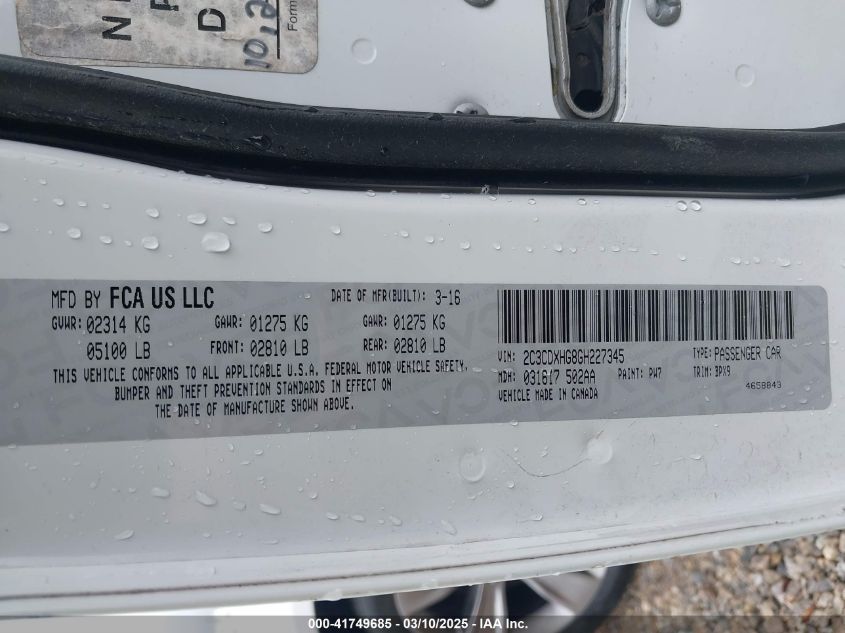 N
P
D
10,2
Form
MFD BY FCA US LLC DATE OF MFR(BUILT): 3-16
GVWR: 02314 KG GAWR: 01275 KG GAWR: 01275 KG
05100 LB FRONT: 02810 LB REAR: 02810 LB
THIS VEHICLE CONFORMS TO ALL APPLICABLE U.S.A. FEDERAL MOTOR VEHICLE SAFETY,
BUMPER AND THEFT PREVENTION STANDARDS IN EFFECT ON
THE DATE OF MANUFACTURE SHOWN ABOVE.
VIN: 2C3CDXHG8GH227345 TYPE: PASSENGER CAR
MDH: 031617 502AA PAINT: PW7 TRIM: BPX9
VEHICLE MADE IN CANADA 4658843
000-41749685 - 03/10/2025 - IAA Inc.